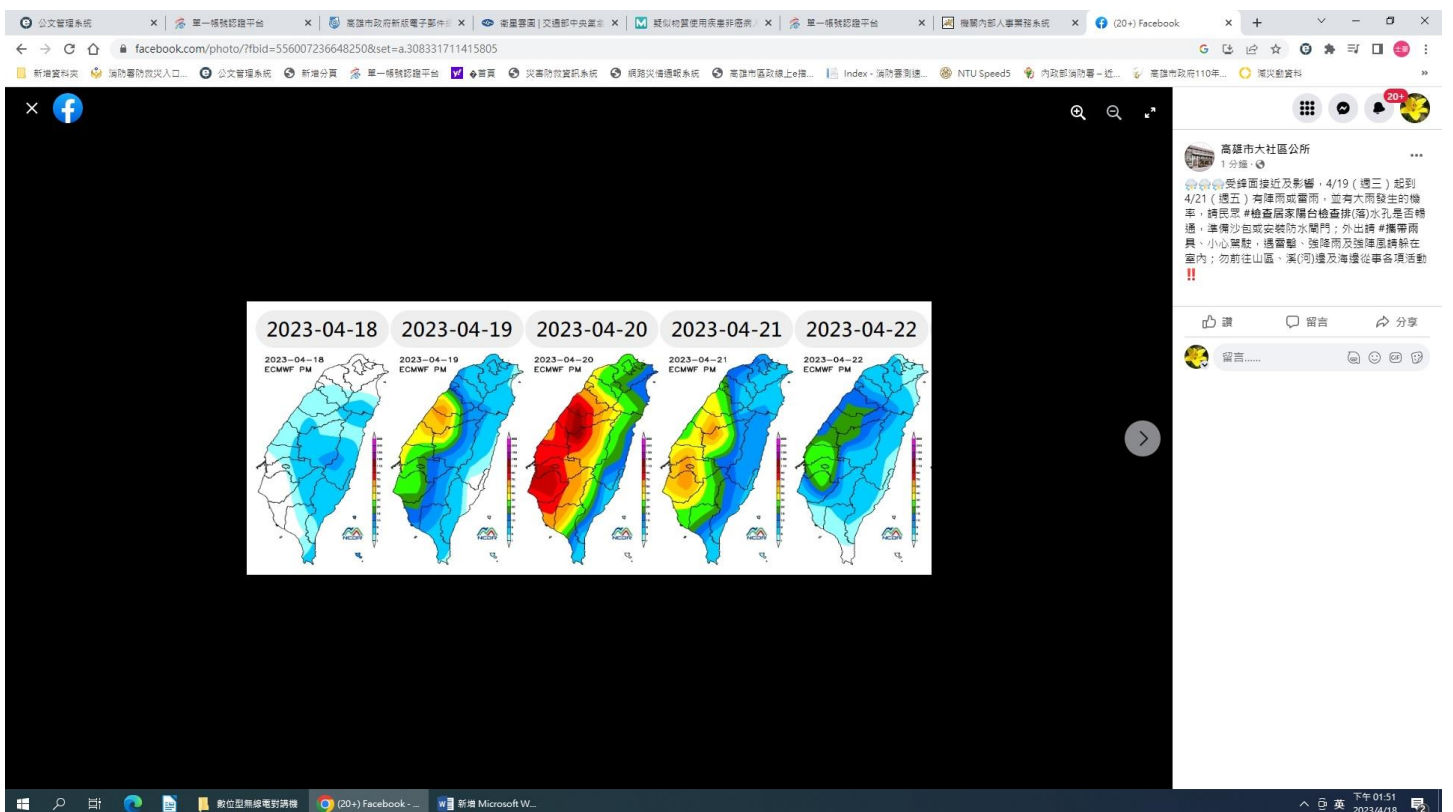 公文管理系統
單一帳號認證平台
高雄市政府新版電子郵件
衛星雲圖 | 交通部中央氣象
疑似物質使用疾患非癌病
單一帳號認證平台
機關內部人事業務系統
(20+) Facebook
facebook.com/photo/?fbid=556007236648250&set=a.308331711415805
新增資料夾
消防署防救災入口...
公文管理系統
新增分頁
單一帳號認證平台
首頁
災害防救資訊系統
網路災情通報系統
高雄市區政線上e指...
Index - 消防署測速...
NTU Speed5
內政部消防署 – 近...
高雄市政府110年...
滅火動資料
20+
高雄市大社區公所
1 分鐘
受鋒面接近及影響，4/19（週三）起到
4/21（週五）有陣雨或雷雨，並有大雨發生的機
率，請民眾 #檢查居家陽台檢查排(落)水孔是否暢
通，準備沙包或安裝防水閘門；外出請 #攜帶雨
具、小心駕駛，遇雷擊、強降雨及強陣風請躲在
室內；勿前往山區、溪(河)邊及海邊從事各項活動
‼
讚
留言
分享
留言......
2023-04-18 2023-04-19 2023-04-20 2023-04-21 2023-04-22
2023-04-18 2023-04-19 2023-04-20 2023-04-21 2023-04-22
ECMWF PM ECMWF PM ECMWF PM ECMWF PM ECMWF PM
NCDR NCDR NCDR NCDR NCDR
數位型無線電對講機
(20+) Facebook - ...
新增 Microsoft W...
英
下午 01:51
2023/4/18